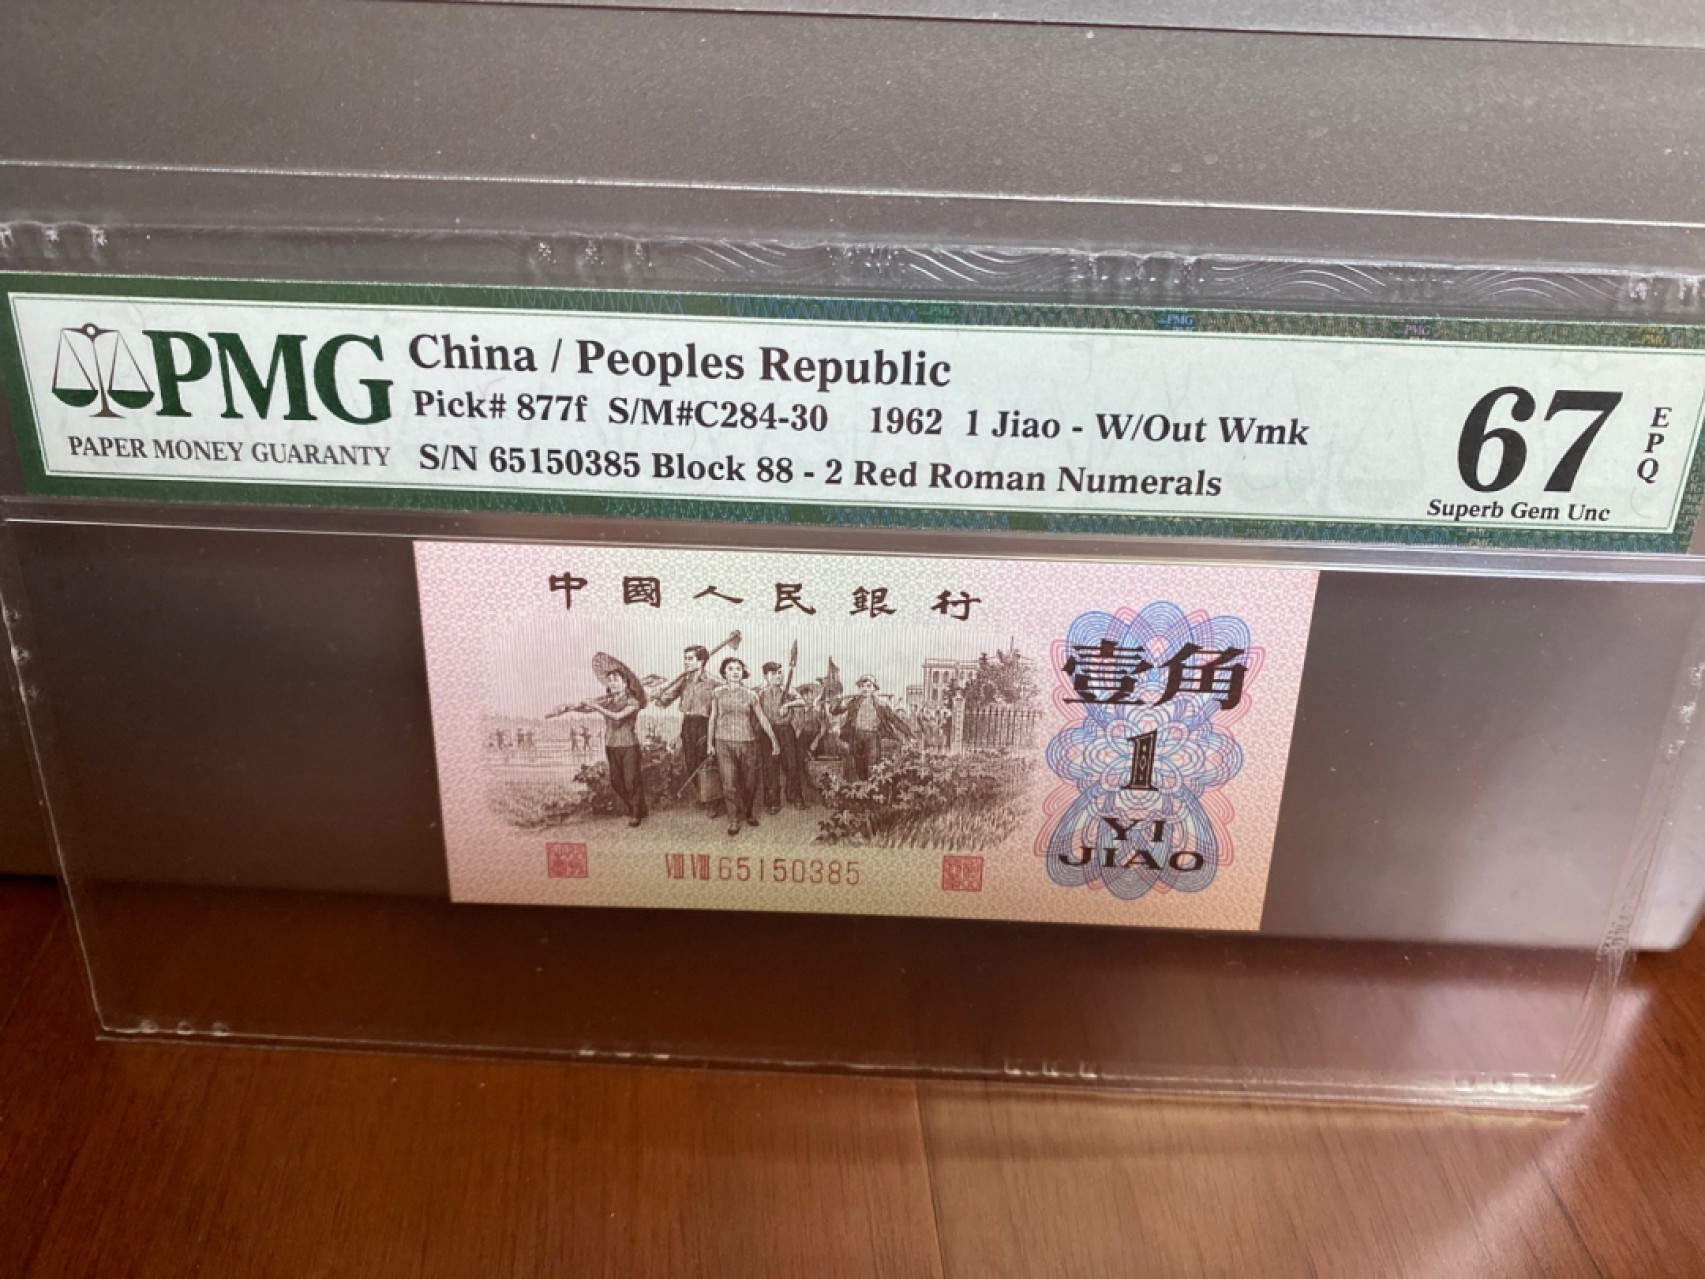 PMG
PAPER MONEY GUARANTY
China / Peoples Republic
Pick# 877f S/M#C284-30 1962 1 Jiao - W/Out Wmk
S/N 65150385 Block 88 - 2 Red Roman Numerals
67
EPQ
Superb Gem Unc
中國人民銀行
壹角
1
YI
JIAO
VIII VIII 65150385